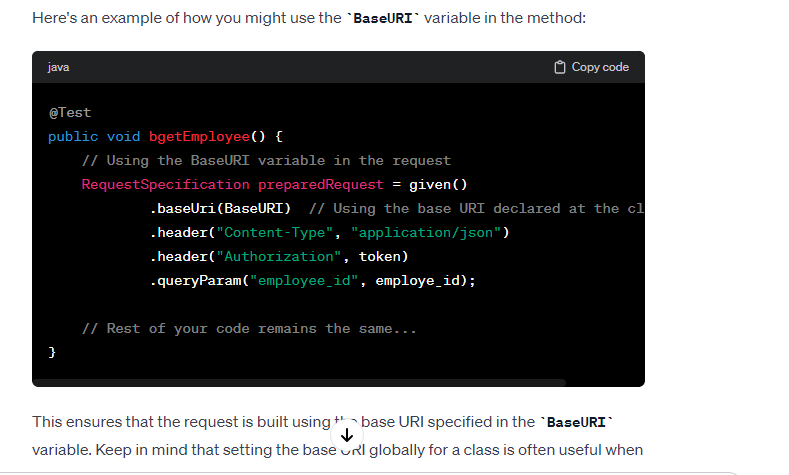 Here's an example of how you might use the `BaseURI` variable in the method:
java
Copy code
@Test
public void bgetEmployee() {
// Using the BaseURI variable in the request
RequestSpecification preparedRequest = given()
.baseUri(BaseURI)  // Using the base URI declared at the cl
.header("Content-Type", "application/json")
.header("Authorization", token)
.queryParam("employee_id", employe_id);
// Rest of your code remains the same...
}
This ensures that the request is built using the base URI specified in the `BaseURI`
variable. Keep in mind that setting the base URI globally for a class is often useful when